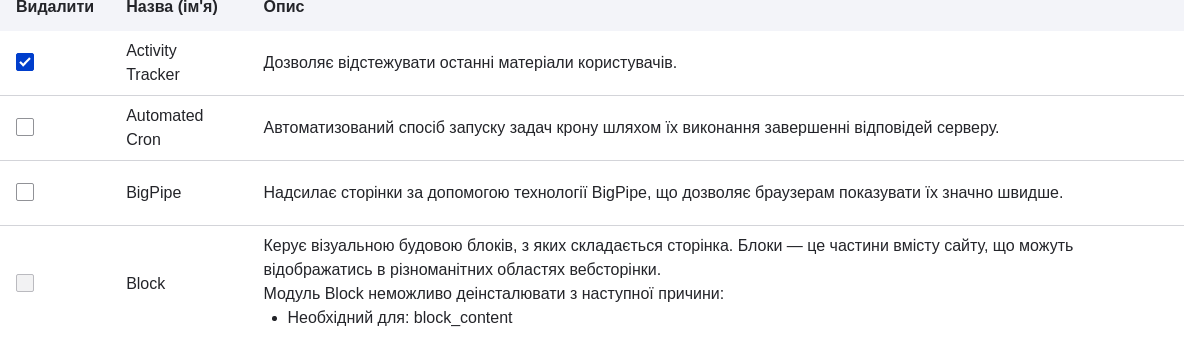 Видалити Назва (ім'я) Опис
Activity
Tracker
Дозволяє відстежувати останні матеріали користувачів.
Automated
Cron
Автоматизований спосіб запуску задач крону шляхом їх виконання завершенні відповідей серверу.
BigPipe
Надсилає сторінки за допомогою технології BigPipe, що дозволяє браузерам показувати їх значно швидше.
Block
Керує візуальною будовою блоків, з яких складається сторінка. Блоки — це частини вмісту сайту, що можуть
відображатись в різноманітних областях вебсторінки.
Модуль Block неможливо деінсталювати з наступної причини:
• Необхідний для: block_content